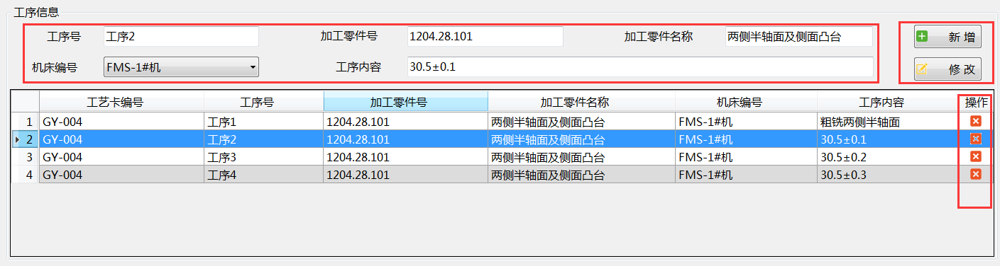 工序信息
工序号 工序2 加工零件号 1204.28.101 加工零件名称 两侧半轴面及侧面凸台 新 增
机床编号 FMS-1#机 工序内容 30.5±0.1 修 改
工艺卡编号 工序号 加工零件号 加工零件名称 机床编号 工序内容 操作
1 GY-004 工序1 1204.28.101 两侧半轴面及侧面凸台 FMS-1#机 粗铣两侧半轴面
2 GY-004 工序2 1204.28.101 两侧半轴面及侧面凸台 FMS-1#机 30.5±0.1
3 GY-004 工序3 1204.28.101 两侧半轴面及侧面凸台 FMS-1#机 30.5±0.2
4 GY-004 工序4 1204.28.101 两侧半轴面及侧面凸台 FMS-1#机 30.5±0.3